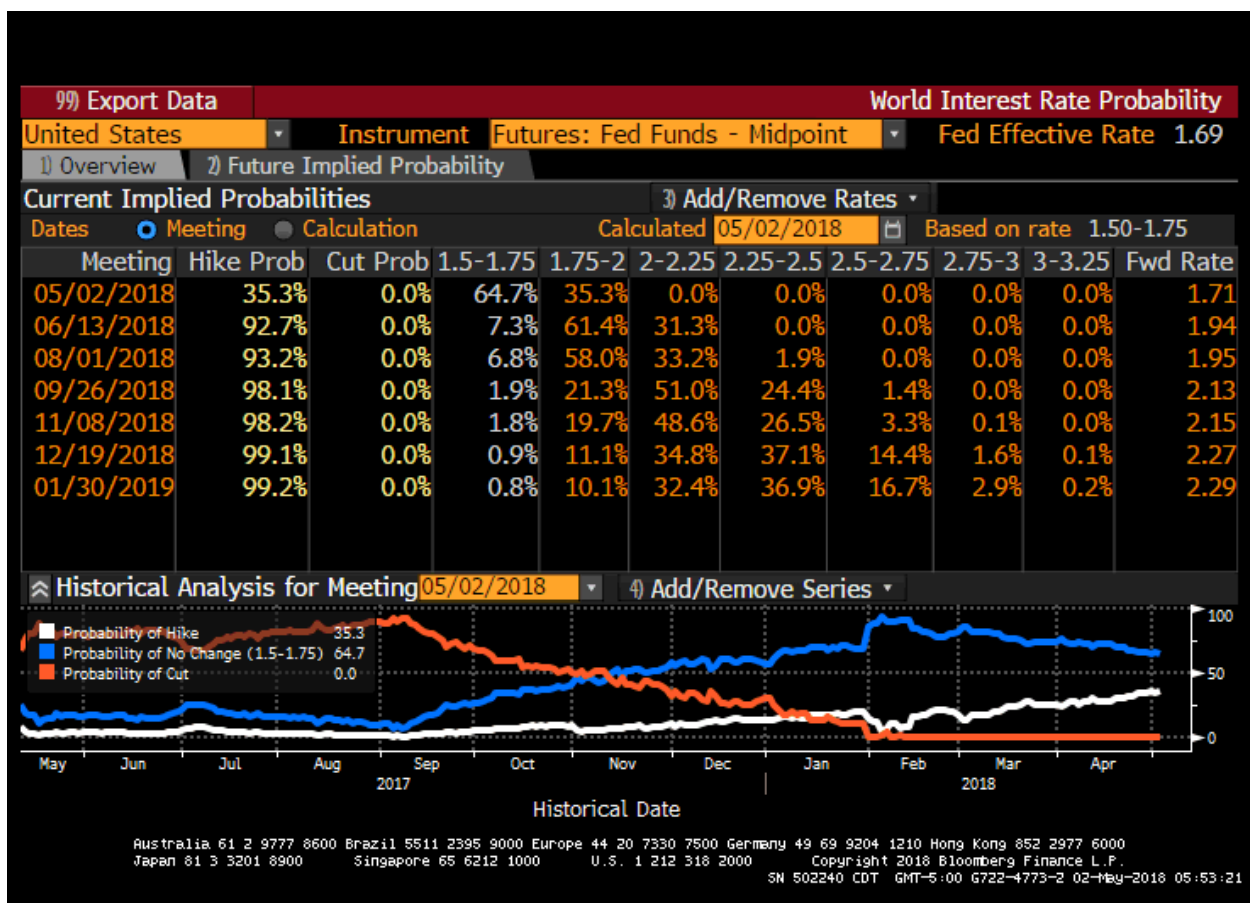 99) Export Data World Interest Rate Probability
United States Instrument Futures: Fed Funds - Midpoint Fed Effective Rate 1.69
1) Overview 2) Future Implied Probability
Current Implied Probabilities 3) Add/Remove Rates
Dates Meeting Calculation Calculated 05/02/2018 Based on rate 1.50-1.75
Meeting Hike Prob Cut Prob 1.5-1.75 1.75-2 2-2.25 2.25-2.5 2.5-2.75 2.75-3 3-3.25 Fwd Rate
05/02/2018 35.3% 0.0% 64.7% 35.3% 0.0% 0.0% 0.0% 0.0% 0.0% 1.71
06/13/2018 92.7% 0.0% 7.3% 61.4% 31.3% 0.0% 0.0% 0.0% 0.0% 1.94
08/01/2018 93.2% 0.0% 6.8% 58.0% 33.2% 1.9% 0.0% 0.0% 0.0% 1.95
09/26/2018 98.1% 0.0% 1.9% 21.3% 51.0% 24.4% 1.4% 0.0% 0.0% 2.13
11/08/2018 98.2% 0.0% 1.8% 19.7% 48.6% 26.5% 3.3% 0.1% 0.0% 2.15
12/19/2018 99.1% 0.0% 0.9% 11.1% 34.8% 37.1% 14.4% 1.6% 0.1% 2.27
01/30/2019 99.2% 0.0% 0.8% 10.1% 32.4% 36.9% 16.7% 2.9% 0.2% 2.29
Historical Analysis for Meeting 05/02/2018 4) Add/Remove Series
Probability of Hike 35.3
Probability of No Change (1.5-1.75) 64.7
Probability of Cut 0.0
100
50
0
May Jun Jul Aug Sep Oct Nov Dec Jan Feb Mar Apr
2017 2018
Historical Date
Australia 61 2 9777 8600 Brazil 5511 2395 9000 Europe 44 20 7330 7500 Germany 49 69 9204 1210 Hong Kong 852 2977 6000
Japan 81 3 3201 8900 Singapore 65 6212 1000 U.S. 1 212 318 2000 Copyright 2018 Bloomberg Finance L.P.
SN 502240 CDT GMT-5:00 G722-4773-2 02-May-2018 05:53:21